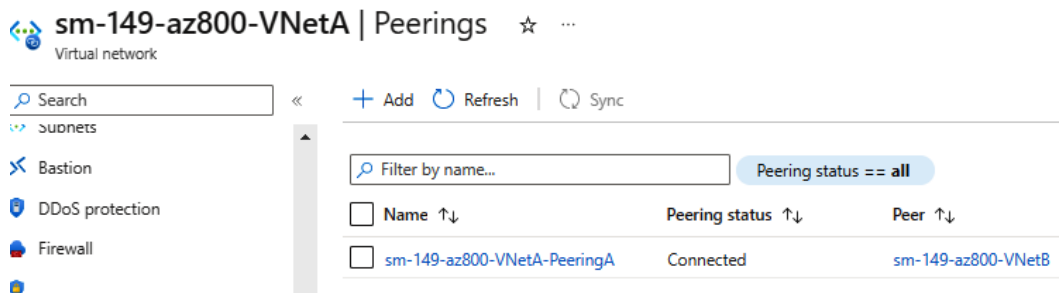 sm-149-az800-VNetA | Peerings
Virtual network
Search
Add Refresh Sync
Subnets
Bastion
DDoS protection
Firewall
Filter by name...
Peering status == all
Name Peering status Peer
sm-149-az800-VNetA-PeeringA Connected sm-149-az800-VNetB